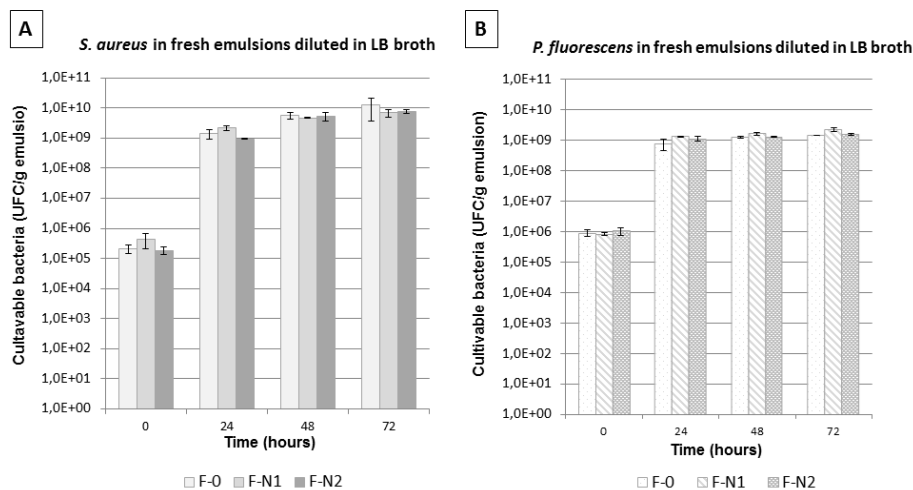 A
S. aureus in fresh emulsions diluted in LB broth
Cultavable bacteria (UFC/g emulsio)
1,0E+11
1,0E+10
1,0E+09
1,0E+08
1,0E+07
1,0E+06
1,0E+05
1,0E+04
1,0E+03
1,0E+02
1,0E+01
1,0E+00
0
24
48
72
Time (hours)
F-0
F-N1
F-N2
B
P. fluorescens in fresh emulsions diluted in LB broth
Cultivable bacteria (UFC/g emulsion)
1,0E+11
1,0E+10
1,0E+09
1,0E+08
1,0E+07
1,0E+06
1,0E+05
1,0E+04
1,0E+03
1,0E+02
1,0E+01
1,0E+00
0
24
48
72
Time (hours)
F-0
F-N1
F-N2